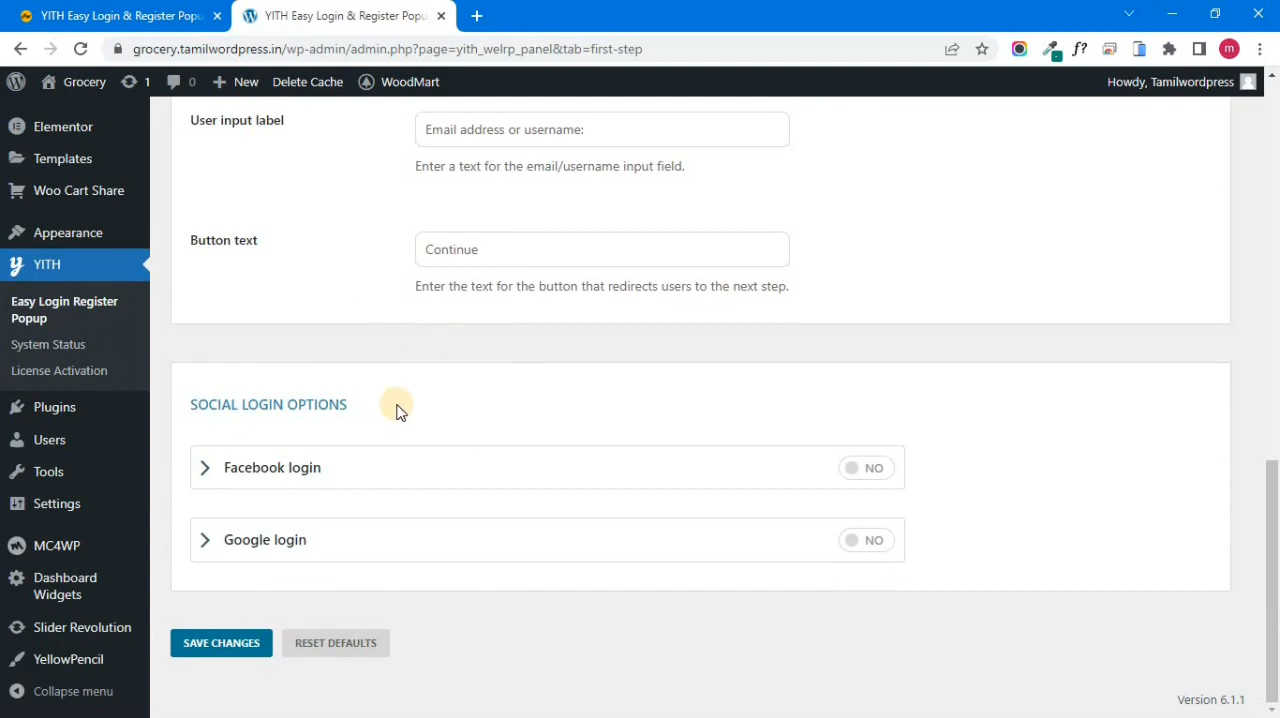 YITH Easy Login & Register Popu
YITH Easy Login & Register Popu
grocery.tamilwordpress.in/wp-admin/admin.php?page=yith_welrp_panel&tab=first-step
f?
m
Grocery
1
0
New
Delete Cache
WoodMart
Howdy, Tamilwordpress
Elementor
Templates
Woo Cart Share
Appearance
YITH
Easy Login Register
Popup
System Status
License Activation
Plugins
Users
Tools
Settings
MC4WP
Dashboard
Widgets
Slider Revolution
YellowPencil
Collapse menu
User input label
Email address or username:
Enter a text for the email/username input field.
Button text
Continue
Enter the text for the button that redirects users to the next step.
SOCIAL LOGIN OPTIONS
Facebook login
NO
Google login
NO
SAVE CHANGES
RESET DEFAULTS
Version 6.1.1